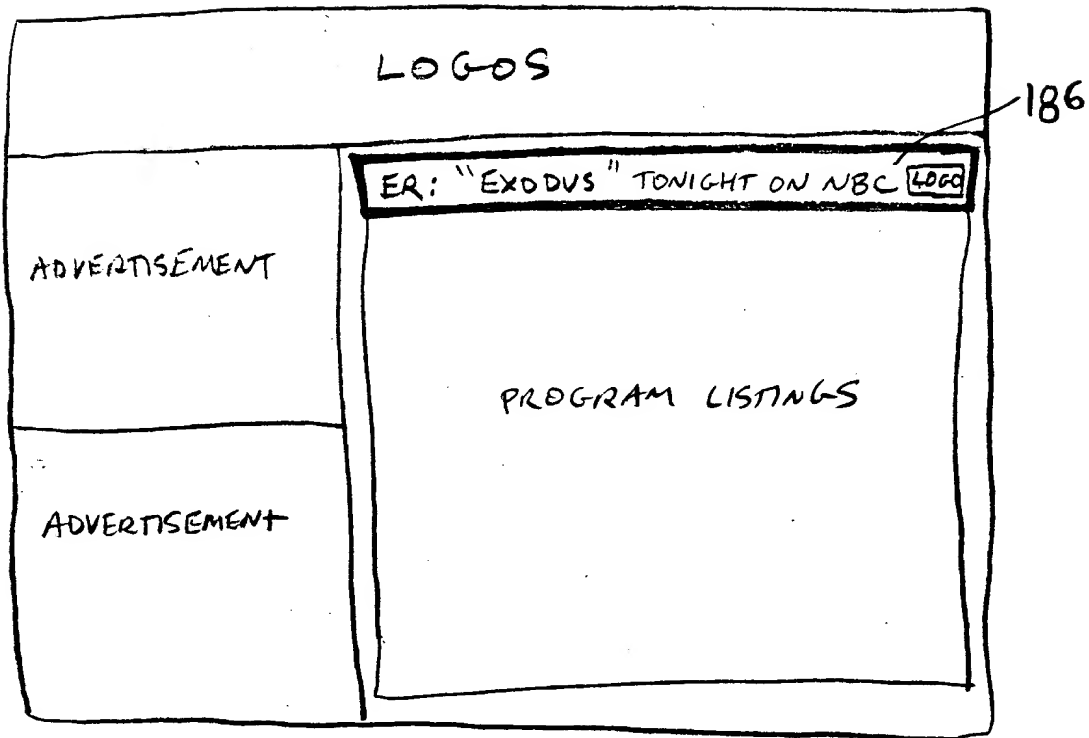 LOGOS
186
ER: "EXODUS" TONIGHT ON NBC LOGO
ADVERTISEMENT
PROGRAM LISTINGS
ADVERTISEMENT